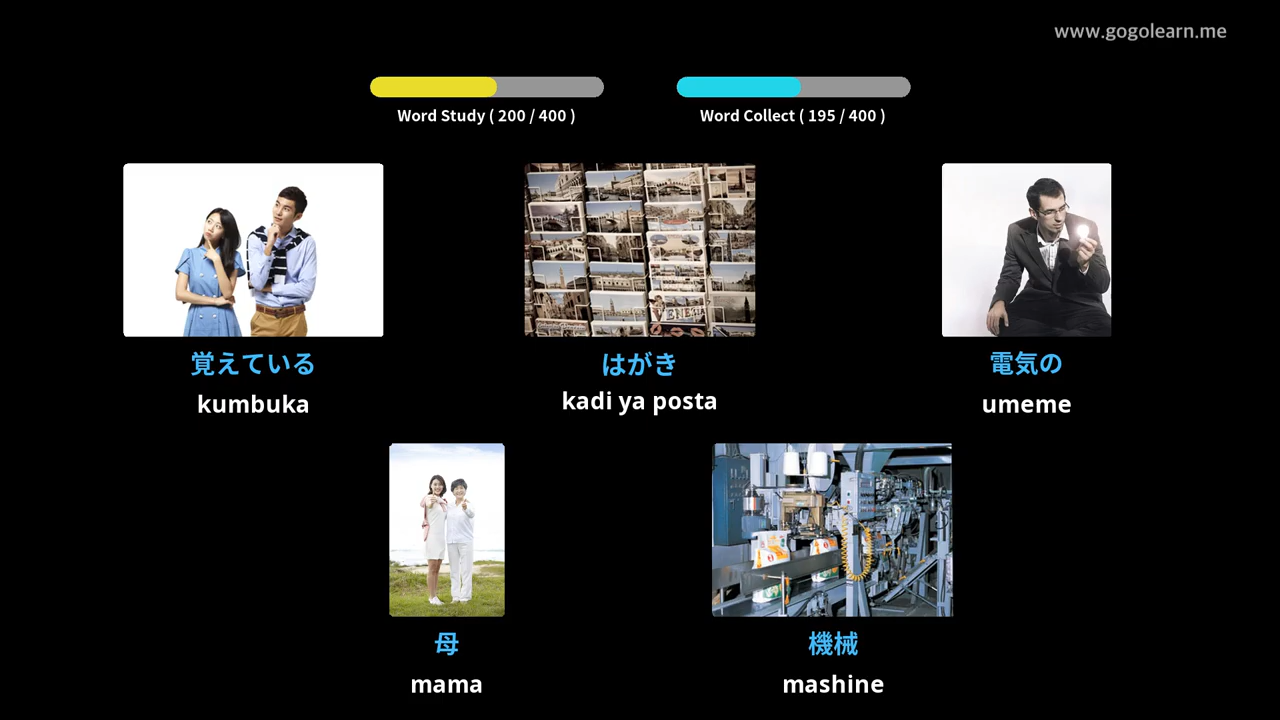 www.gogolearn.me
Word Study ( 200 / 400 )
Word Collect ( 195 / 400 )
VENE
覚えている
はがき
電気の
kumbuka
kadi ya posta
umeme
母
機械
mama
mashine